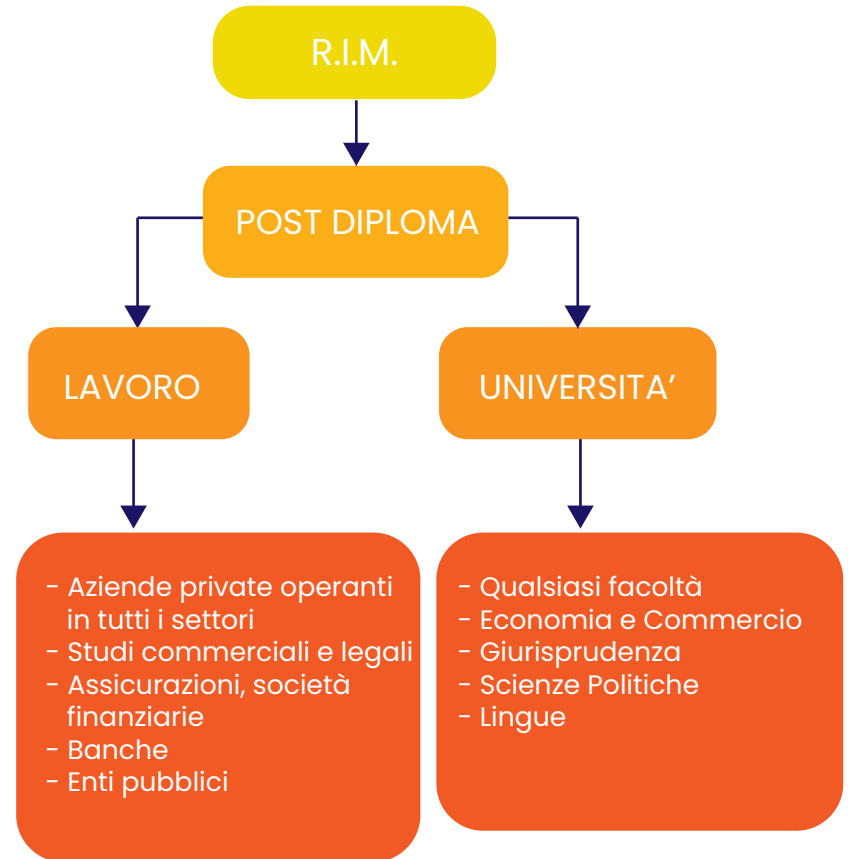 R.I.M.
POST DIPLOMA
LAVORO
UNIVERSITA’
- Aziende private operanti
in tutti i settori
- Studi commerciali e legali
- Assicurazioni, società
finanziarie
- Banche
- Enti pubblici
- Qualsiasi facoltà
- Economia e Commercio
- Giurisprudenza
- Scienze Politiche
- Lingue